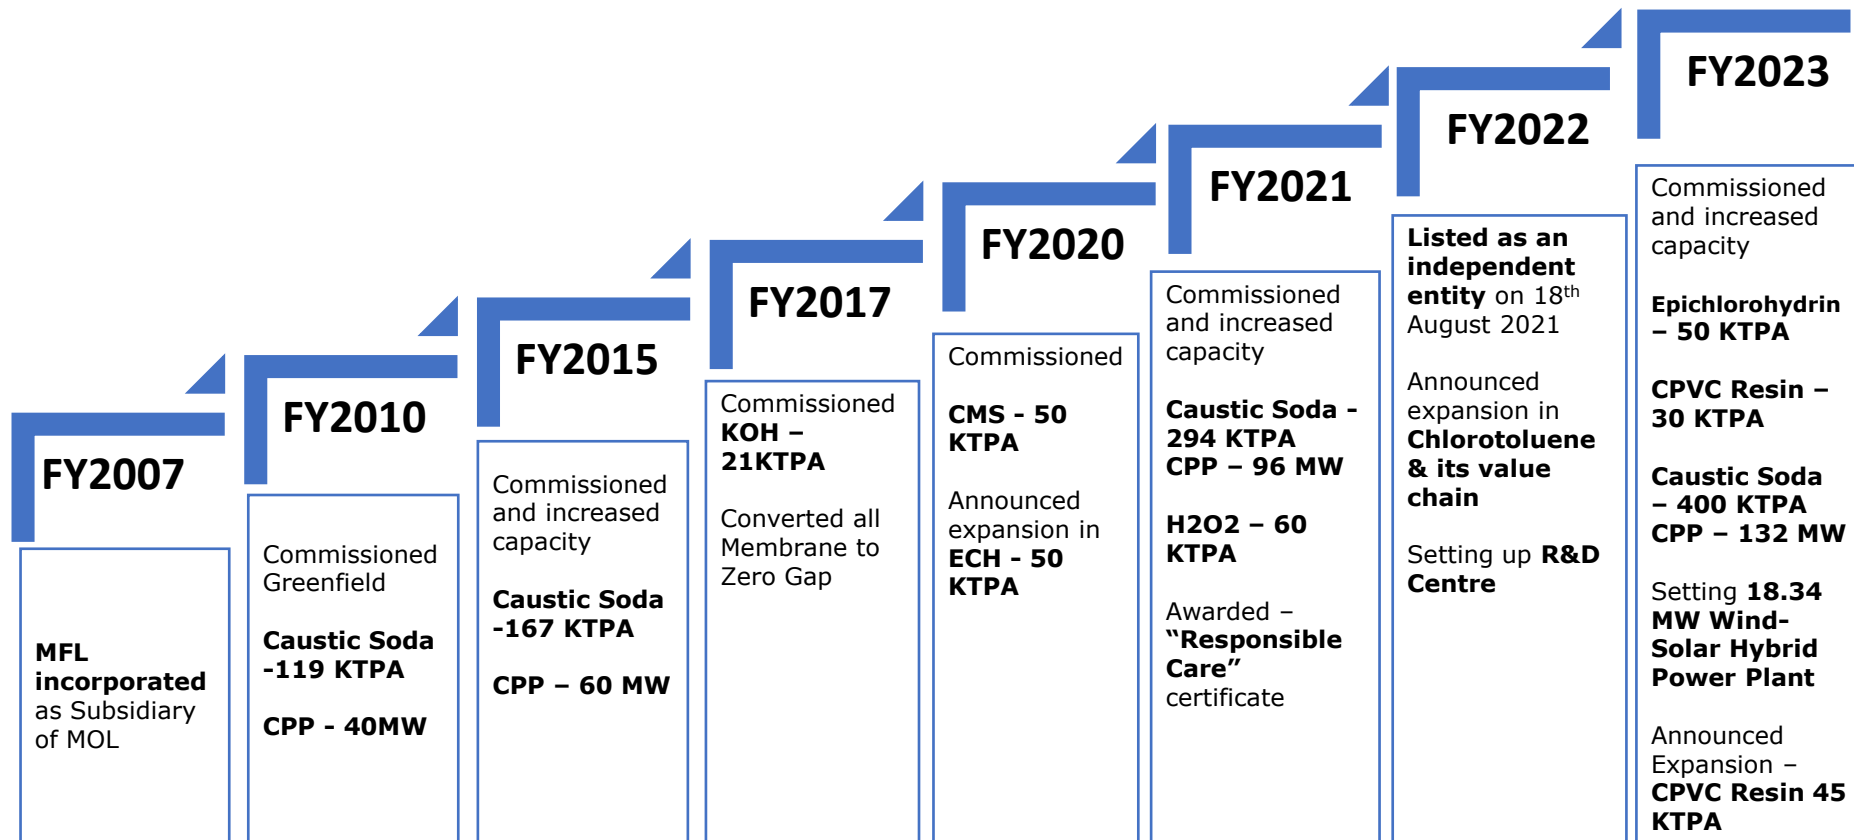 FY2007
MFL
incorporated
as Subsidiary
of MOL
FY2010
Commissioned
Greenfield
Caustic Soda
-119 KTPA
CPP - 40MW
FY2015
Commissioned
and increased
capacity
Caustic Soda
-167 KTPA
CPP – 60 MW
FY2017
Commissioned
KOH –
21KTPA
Converted all
Membrane to
Zero Gap
FY2020
Commissioned
CMS - 50
KTPA
Announced
expansion in
ECH - 50
KTPA
FY2021
Commissioned
and increased
capacity
Caustic Soda -
294 KTPA
CPP – 96 MW
H2O2 – 60
KTPA
Awarded –
“Responsible
Care”
certificate
FY2022
Listed as an
independent
entity on 18th
August 2021
Announced
expansion in
Chlorotoluene
& its value
chain
Setting up R&D
Centre
FY2023
Commissioned
and increased
capacity
Epichlorohydrin
– 50 KTPA
CPVC Resin –
30 KTPA
Caustic Soda
– 400 KTPA
CPP – 132 MW
Setting 18.34
MW Wind-
Solar Hybrid
Power Plant
Announced
Expansion –
CPVC Resin 45
KTPA